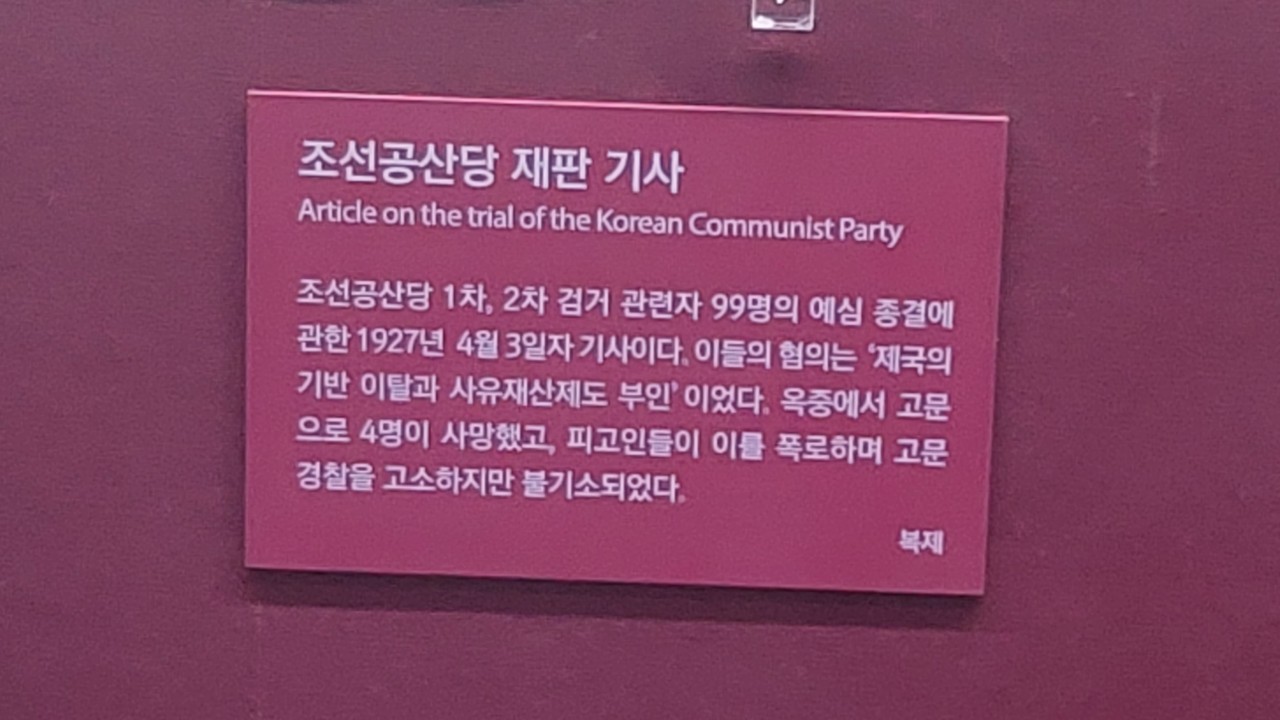 조선공산당 재판 기사
Article on the trial of the Korean Communist Party
조선공산당 1차, 2차 검거 관련자 99명의 예심 종결에
관한 1927년 4월 3일자 기사이다. 이들의 혐의는 ‘제국의
기반 이탈과 사유재산제도 부인’이었다. 옥중에서 고문
으로 4명이 사망했고, 피고인들이 이를 폭로하며 고문
경찰을 고소하지만 불기소되었다.
복제